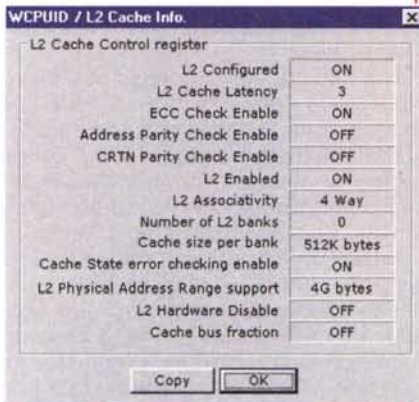 WCPUID / L2 Cache Info.
L2 Cache Control register
L2 Configured ON
L2 Cache Latency 3
ECC Check Enable ON
Address Parity Check Enable OFF
CRTN Parity Check Enable OFF
L2 Enabled ON
L2 Associativity 4 Way
Number of L2 banks 0
Cache size per bank 512K bytes
Cache State error checking enable ON
L2 Physical Address Range support 4G bytes
L2 Hardware Disable OFF
Cache bus fraction OFF
Copy OK